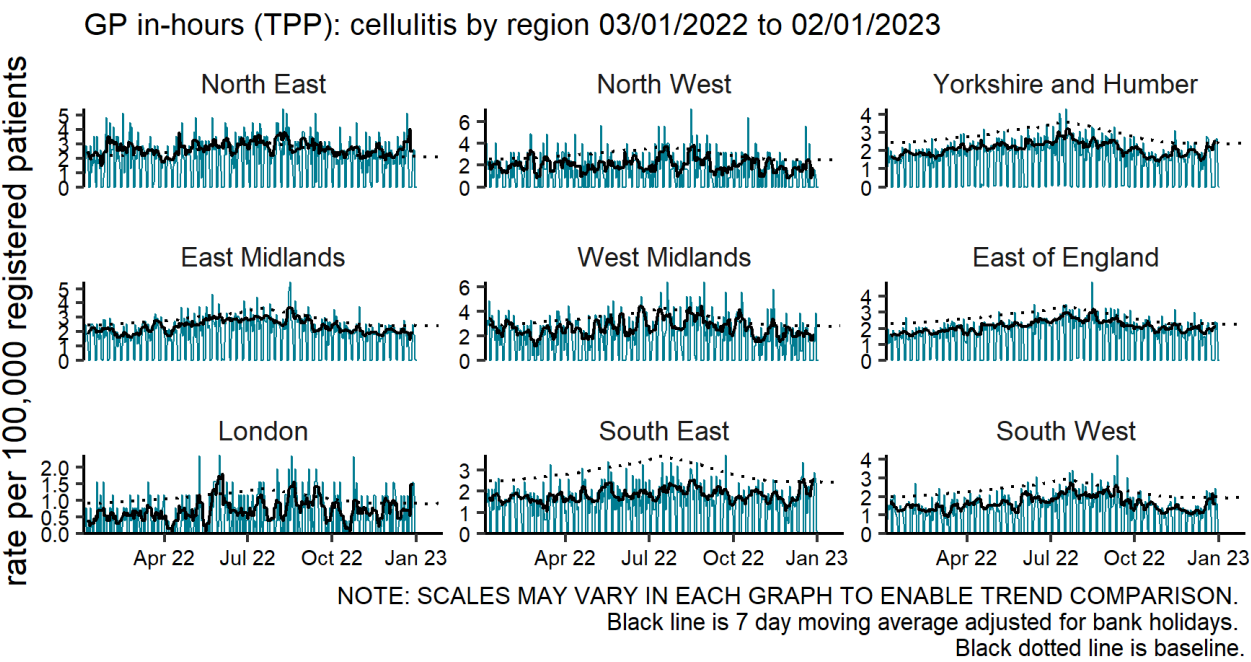 GP in-hours (TPP): cellulitis by region 03/01/2022 to 02/01/2023
rate per 100,000 registered patients
North East
5
4
3
2
1
0
North West
6
4
2
0
Yorkshire and Humber
4
3
2
1
0
East Midlands
5
4
3
2
1
0
West Midlands
6
4
2
0
East of England
4
3
2
1
0
London
2.0
1.5
1.0
0.5
0.0
South East
3
2
1
0
South West
4
3
2
1
0
Apr 22 Jul 22 Oct 22 Jan 23
Apr 22 Jul 22 Oct 22 Jan 23
Apr 22 Jul 22 Oct 22 Jan 23
NOTE: SCALES MAY VARY IN EACH GRAPH TO ENABLE TREND COMPARISON.
Black line is 7 day moving average adjusted for bank holidays.
Black dotted line is baseline.